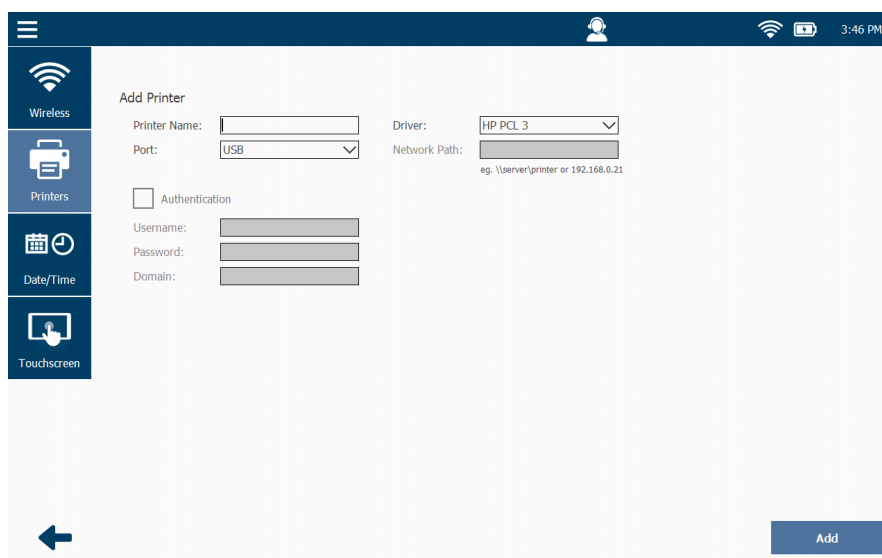 3:46 PM
Wireless
Printers
Date/Time
Touchscreen
Add Printer
Printer Name:
Driver: HP PCL 3
Port: USB
Network Path:
eg. \\server\printer or 192.168.0.21
Authentication
Username:
Password:
Domain:
Add